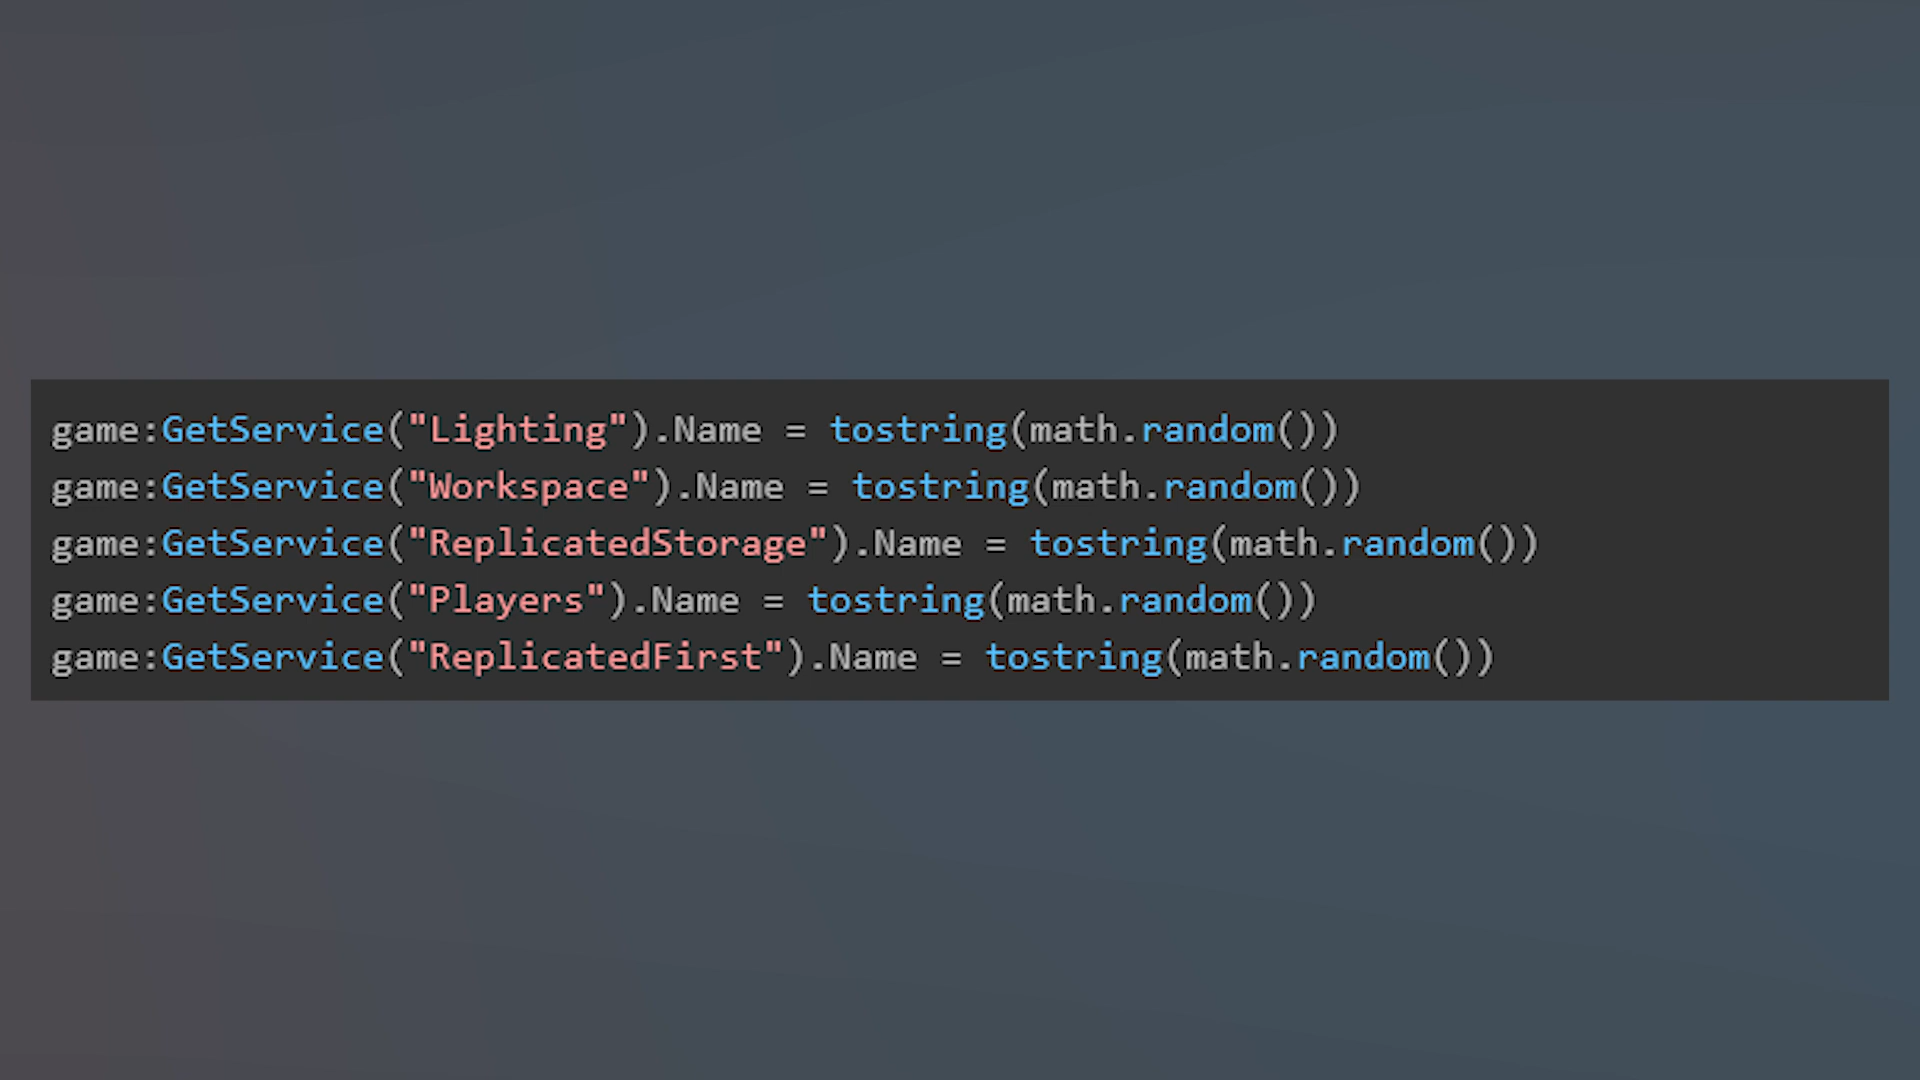 game:GetService("Lighting").Name = tostring(math.random())
game:GetService("Workspace").Name = tostring(math.random())
game:GetService("ReplicatedStorage").Name = tostring(math.random())
game:GetService("Players").Name = tostring(math.random())
game:GetService("ReplicatedFirst").Name = tostring(math.random())